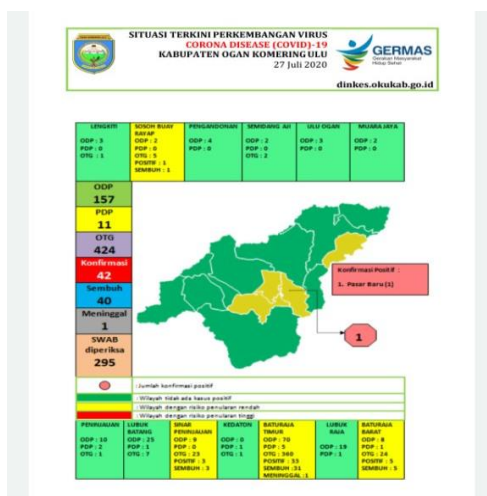 SITUASI TERKINI PERKEMBANGAN VIRUS
CORONA DISEASE (COVID)-19
KABUPATEN OGAN KOMERING ULU
27 Juli 2020
GERMAS
Gerakan Masyarakat
Hidup Sehat
dinkes.okukab.go.id
LENGKITI
ODP : 3
PDP : 0
OTG : 1
SOSOH BUAY
RAYAP
ODP : 2
PDP : 0
OTG : 5
POSITIF : 1
SEMBUH : 1
PENGANDONAN
ODP : 4
PDP : 0
SEMIDANG AJI
ODP : 2
PDP : 0
OTG : 2
ULU OGAN
ODP : 3
PDP : 0
MUARA JAYA
ODP : 2
PDP : 0
ODP
157
PDP
11
OTG
424
Konfirmasi
42
Sembuh
40
Meninggal
1
SWAB
diperiksa
295
Konfirmasi Positif :
1. Pasar Baru (1)
1
: Jumlah konfirmasi positif
: Wilayah tidak ada kasus positif
: Wilayah dengan risiko penularan rendah
: Wilayah dengan risiko penularan tinggi
PENINJAUAN
ODP : 10
PDP : 2
OTG : 1
LUBUK
BATANG
ODP : 25
PDP : 1
OTG : 7
SINAR
PENINJAUAN
ODP : 9
PDP : 0
OTG : 23
POSITIF : 3
SEMBUH : 3
KEDATON
ODP : 0
PDP : 1
OTG : 1
BATURAJA
TIMUR
ODP : 70
PDP : 5
OTG : 360
POSITIF : 33
SEMBUH :31
MENINGGAL :1
LUBUK
RAJA
ODP : 19
PDP : 1
BATURAJA
BARAT
ODP : 8
PDP : 1
OTG : 24
POSITIF : 5
SEMBUH : 5